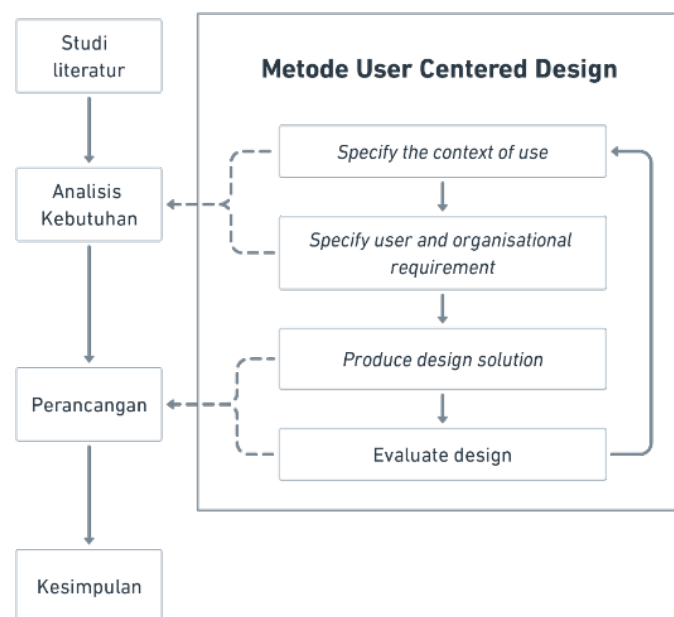 Studi
literatur
Analisis
Kebutuhan
Perancangan
Kesimpulan
Metode User Centered Design
Specify the context of use
Specify user and organisational
requirement
Produce design solution
Evaluate design